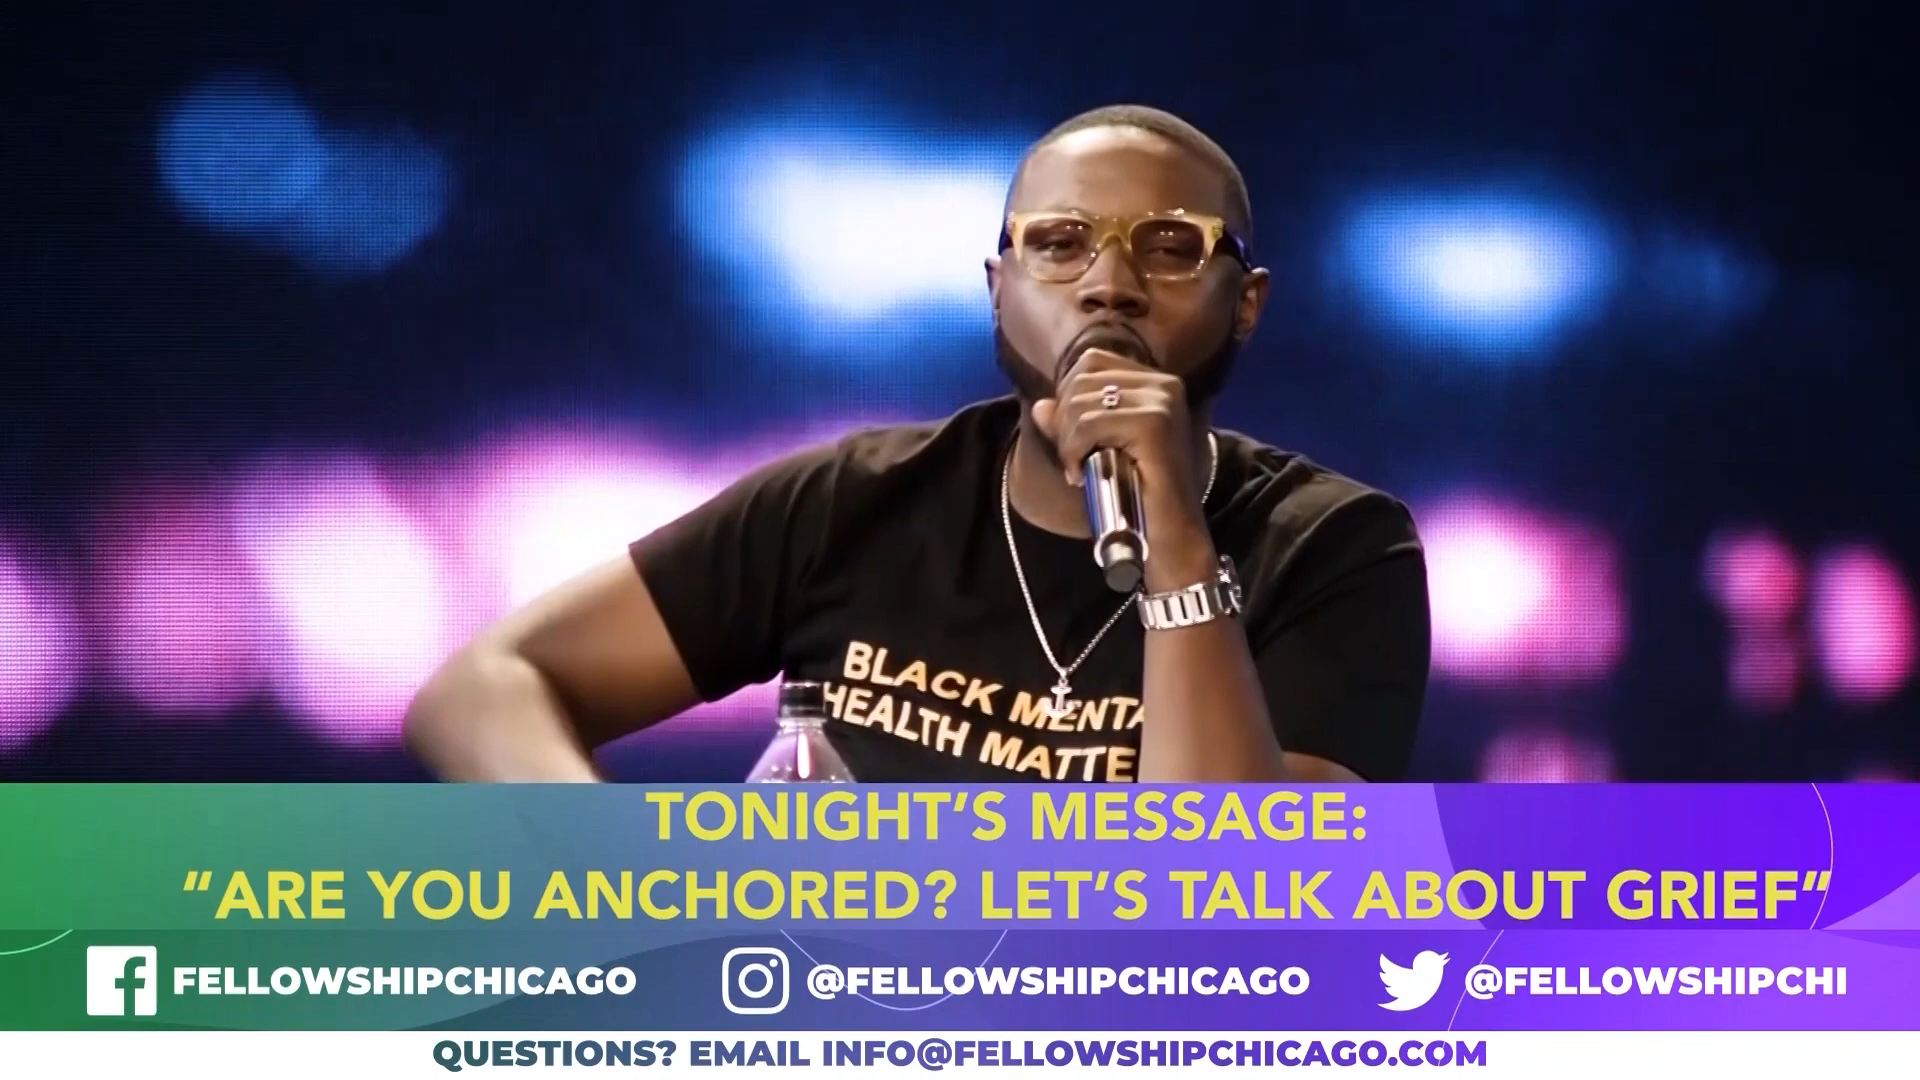 BLACK MENTA
HEALTH MATTE
TONIGHT'S MESSAGE:
“ARE YOU ANCHORED? LET'S TALK ABOUT GRIEF”
FELLOWSHIPCHICAGO @FELLOWSHIPCHICAGO @FELLOWSHIPCHI
QUESTIONS? EMAIL INFO@FELLOWSHIPCHICAGO.COM